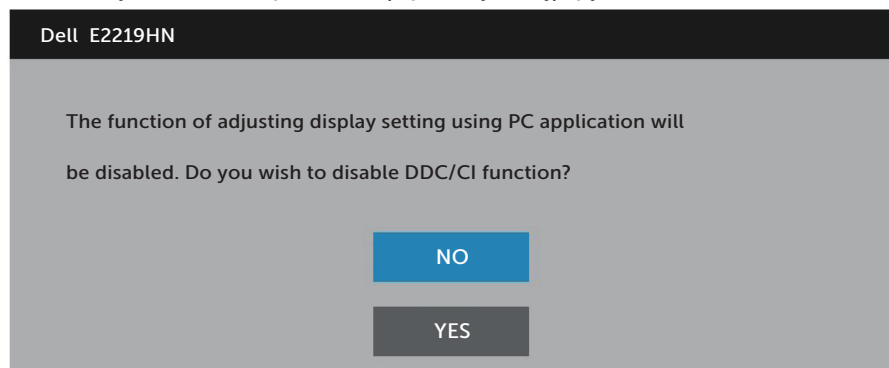 Dell E2219HN
The function of adjusting display setting using PC application will
be disabled. Do you wish to disable DDC/CI function?
NO
YES